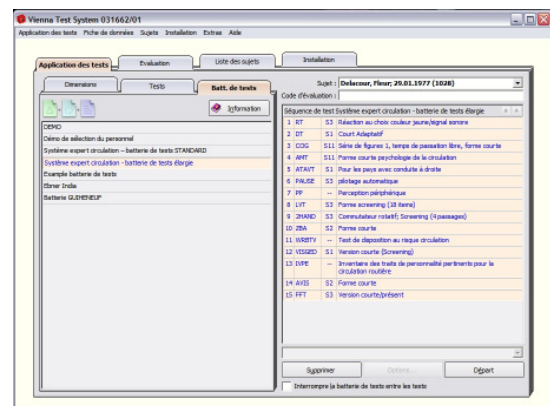 Vienna Test System 031662/01
Application des tests Fiche de données Sujets Installation Extras Aide
Application des tests Evaluation Liste des sujets Installation
Dimensions Tests Batt. de tests
Information
DEMO
Démo de sélection du personnel
Système expert circulation - batterie de tests STANDARD
Système expert circulation - batterie de tests élargie
Example batterie de tests
Ebner India
Batterie GUIHENEUF
Sujet : Delacour, Fleur; 29.01.1977 (1028)
Code d'évaluation :
Séquence de test Système expert circulation - batterie de tests élargie
1 RT S3 Réaction au choix couleur jaune/signal sonore
2 DT S1 Court Adaptatif
3 COG S11 Série de figures 1, temps de passation libre, forme courte
4 AMT S11 Forme courte psychologie de la circulation
5 ATAVT S1 Pour les pays avec conduite à droite
6 PAUSE S3 pilotage automatique
7 PP -- Perception périphérique
8 LVT S3 Forme screening (18 items)
9 2HAND S3 Commutateur rotatif; Screening (4 passages)
10 ZBA S2 Forme courte
11 WRBTV -- Test de disposition au risque circulation
12 VISGED S1 Version courte (Screening)
13 IVPE -- Inventaire des traits de personnalité pertinents pour la
circulation routière
14 AVIS S2 Forme courte
15 FFT S3 Version courte/présent
Supprimer Options... Départ
Interrompre la batterie de tests entre les tests